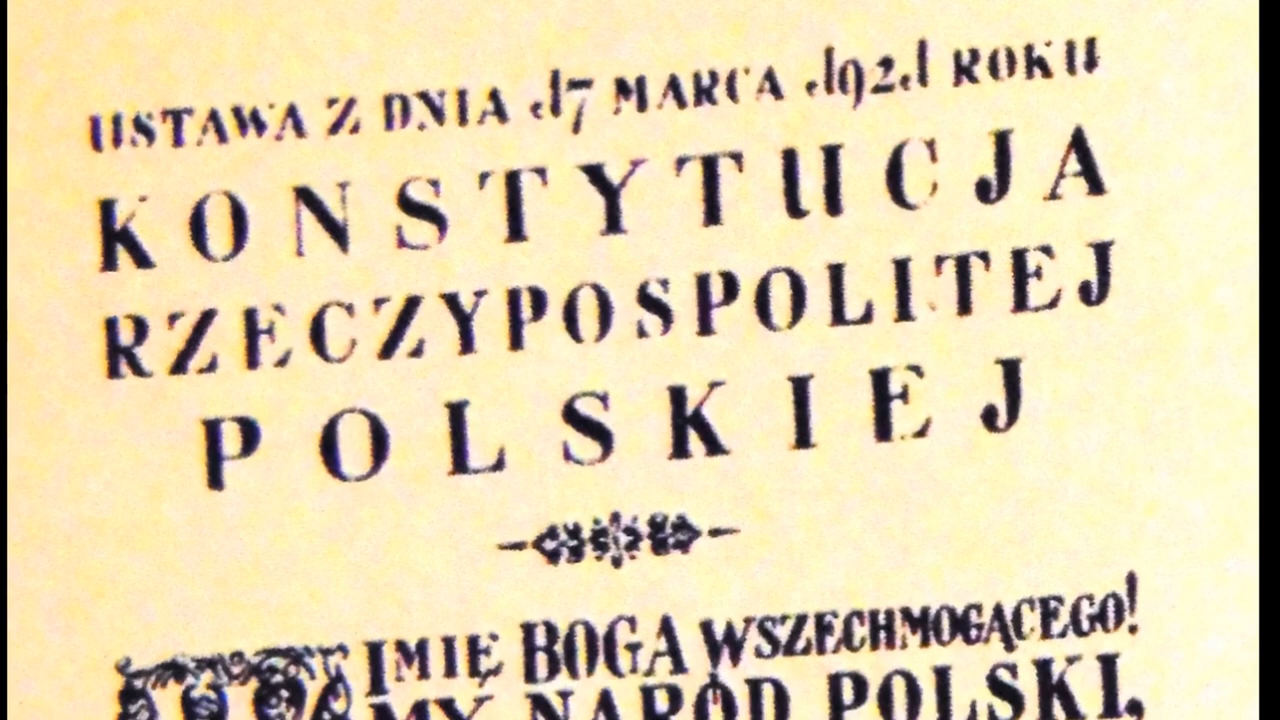 USTAWA Z DNIA 17 MARCA 1921 ROKU
KONSTYTUCJA
RZECZYPOSPOLITEJ
POLSKIEJ
W IMIĘ BOGA WSZECHMOGĄCEGO!
MY, NARÓD POLSKI,